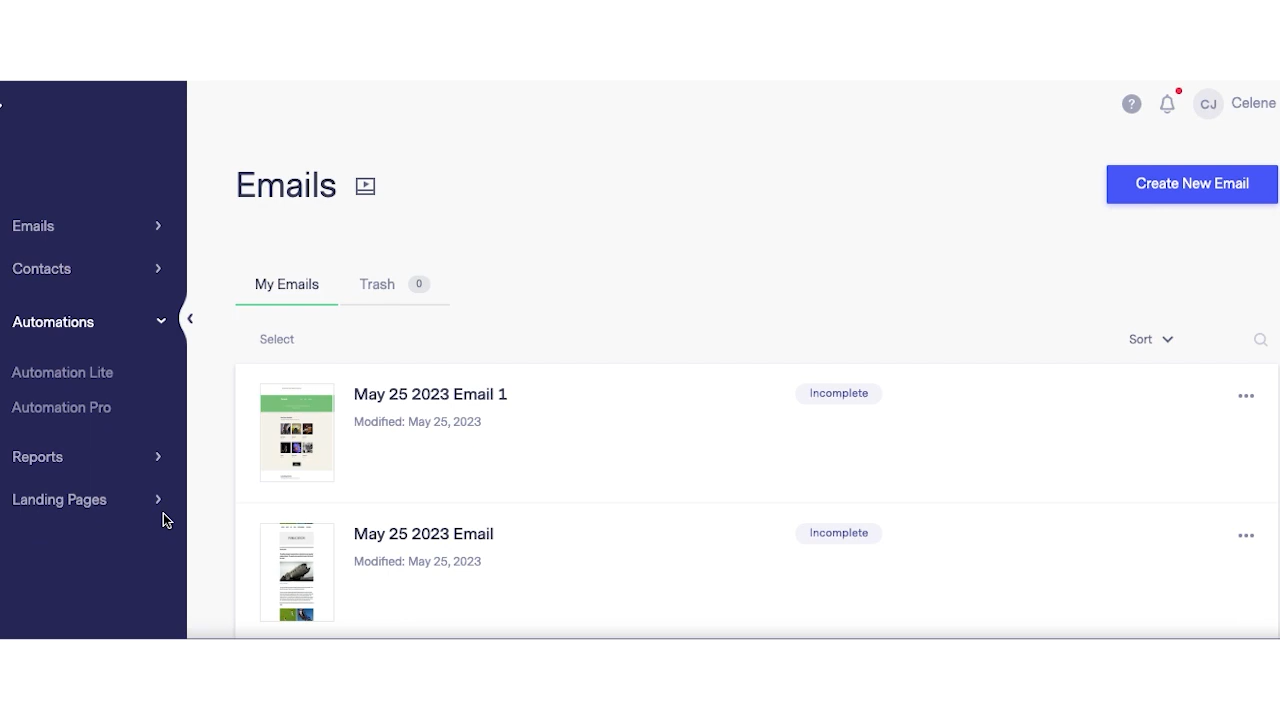 ?
CJ
Celene
Emails
Create New Email
Emails
Contacts
Automations
Automation Lite
Automation Pro
Reports
Landing Pages
My Emails
Trash
0
Select
Sort
May 25 2023 Email 1
Incomplete
Modified: May 25, 2023
May 25 2023 Email
Incomplete
Modified: May 25, 2023